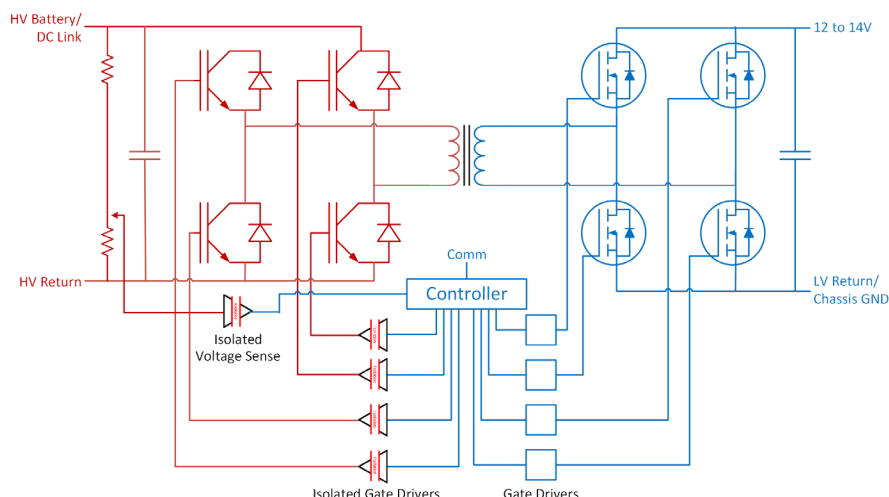 HV Battery/
DC Link
12 to 14V
HV Return
Comm
Controller
LV Return/
Chassis GND
Isolated
Voltage Sense
Isolated Gate Drivers
Gate Drivers